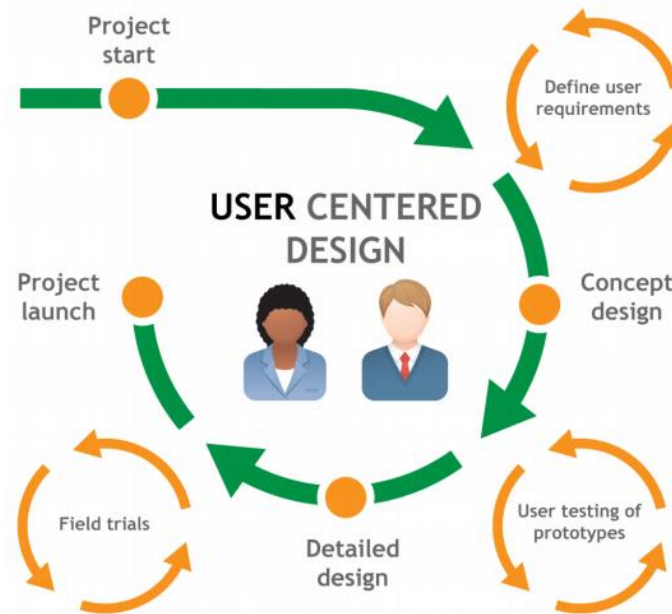 Project
start
Define user
requirements
USER CENTERED
DESIGN
Project
launch
Concept
design
Field trials
User testing of
prototypes
Detailed
design